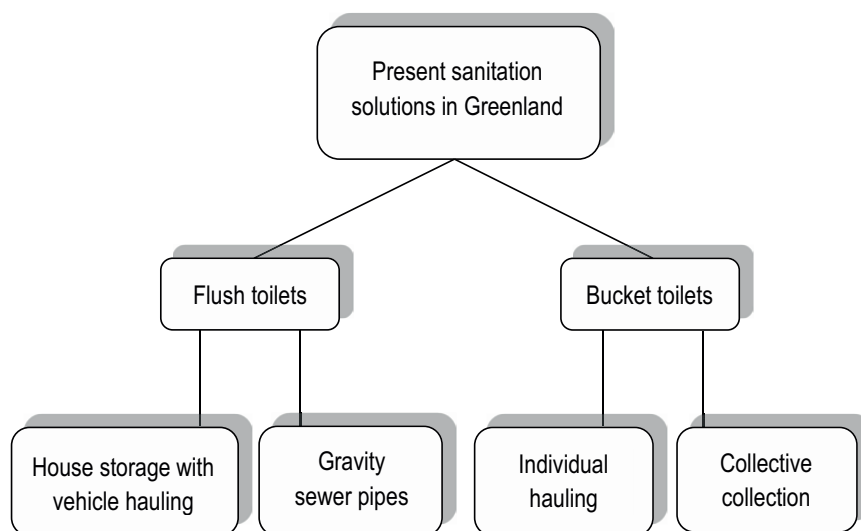 Present sanitation
solutions in Greenland
Flush toilets
Bucket toilets
House storage with
vehicle hauling
Gravity
sewer pipes
Individual
hauling
Collective
collection